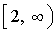 [2, ∞)